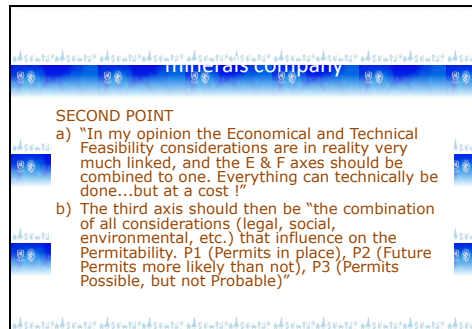 minerals company
SECOND POINT
a) “In my opinion the Economical and Technical
Feasibility considerations are in reality very
much linked, and the E & F axes should be
combined to one. Everything can technically be
done...but at a cost !”
b) The third axis should then be “the combination
of all considerations (legal, social,
environmental, etc.) that influence on the
Permitability. P1 (Permits in place), P2 (Future
Permits more likely than not), P3 (Permits
Possible, but not Probable)”